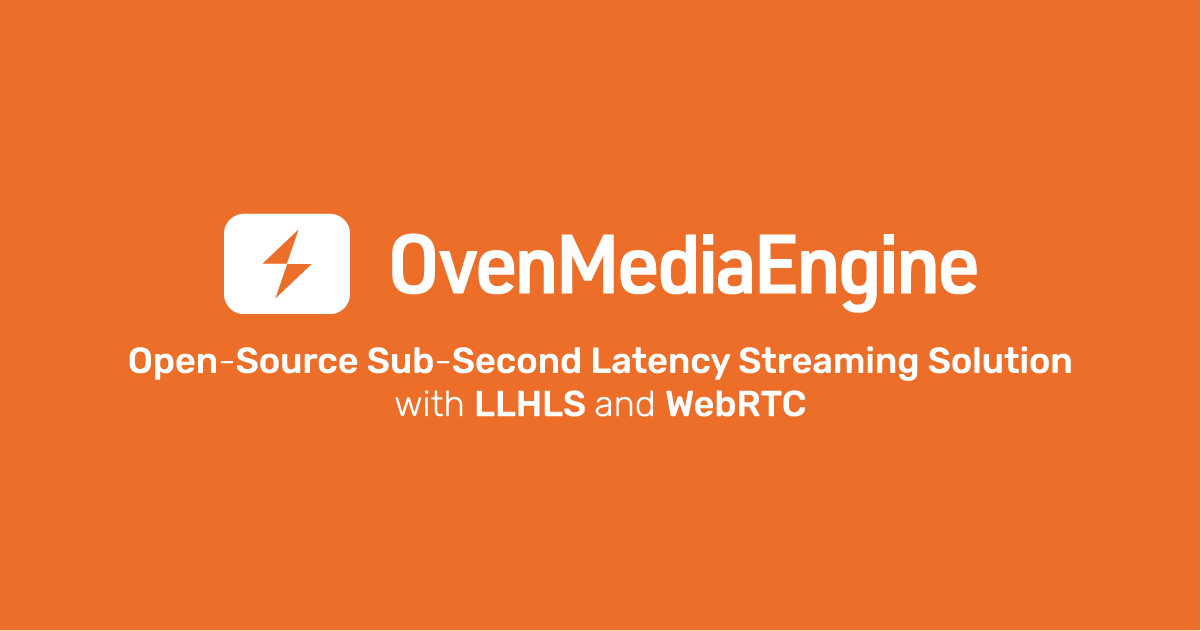 OvenMediaEngine
Open-Source Sub-Second Latency Streaming Solution
with LLHLS and WebRTC